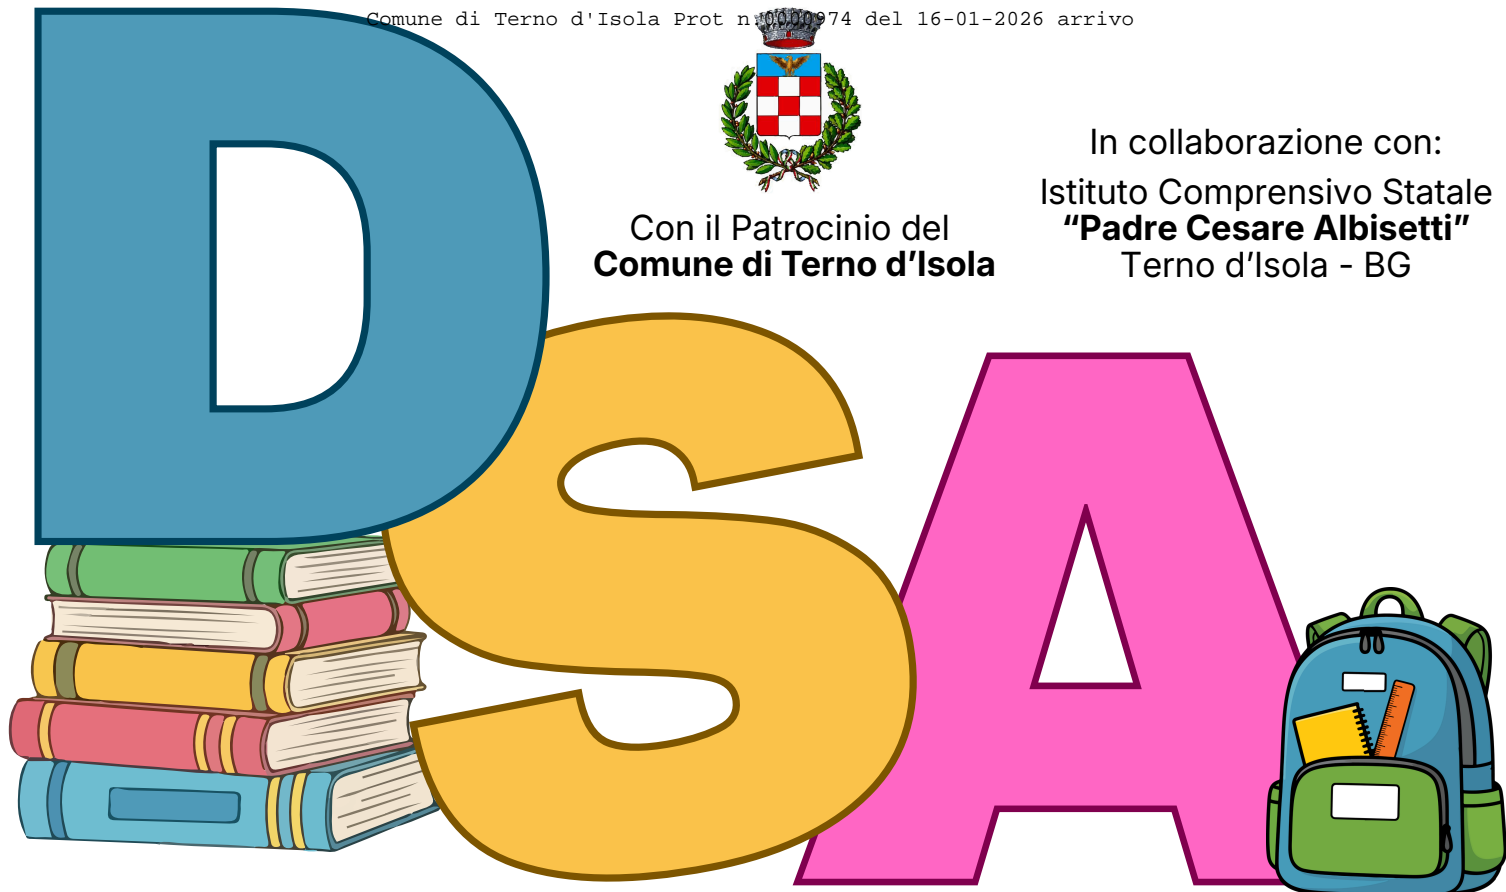 Comune di Terno d'Isola Prot n.0000974 del 16-01-2026 arrivo
In collaborazione con:
Istituto Comprensivo Statale
“Padre Cesare Albisetti”
Terno d’Isola - BG
Con il Patrocinio del
Comune di Terno d’Isola
DSA